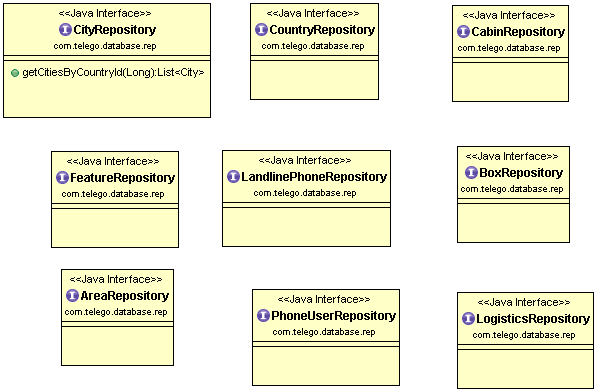 <<Java Interface>>
CityRepository
com.telego.database.rep
getCitiesByCountryId(Long):List<City>
<<Java Interface>>
CountryRepository
com.telego.database.rep
<<Java Interface>>
CabinRepository
com.telego.database.rep
<<Java Interface>>
FeatureRepository
com.telego.database.rep
<<Java Interface>>
LandlinePhoneRepository
com.telego.database.rep
<<Java Interface>>
BoxRepository
com.telego.database.rep
<<Java Interface>>
AreaRepository
com.telego.database.rep
<<Java Interface>>
PhoneUserRepository
com.telego.database.rep
<<Java Interface>>
LogisticsRepository
com.telego.database.rep